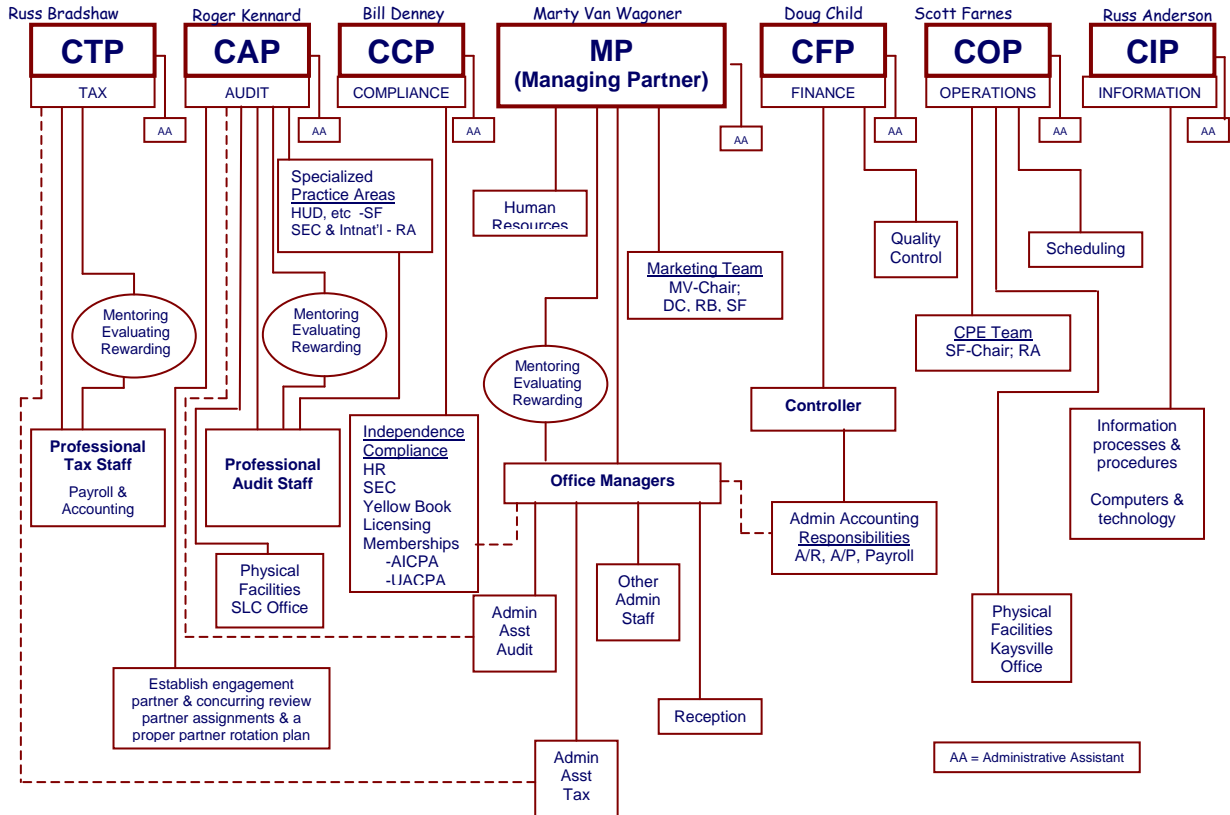 Russ Bradshaw
Roger Kennard
Bill Denney
Marty Van Wagoner
Doug Child
Scott Farnes
Russ Anderson
CTP
TAX
AA
CAP
AUDIT
AA
CCP
COMPLIANCE
AA
MP
(Managing Partner)
AA
CFP
FINANCE
AA
COP
OPERATIONS
AA
CIP
INFORMATION
AA
Specialized
Practice Areas
HUD, etc -SF
SEC & Intnat'l - RA
Human
Resources
Marketing Team
MV-Chair;
DC, RB, SF
Quality
Control
Scheduling
Mentoring
Evaluating
Rewarding
Mentoring
Evaluating
Rewarding
Mentoring
Evaluating
Rewarding
CPE Team
SF-Chair; RA
Controller
Professional
Tax Staff
Payroll &
Accounting
Professional
Audit Staff
Independence
Compliance
HR
SEC
Yellow Book
Licensing
Memberships
-AICPA
-UACPA
Office Managers
Information
processes &
procedures
Computers &
technology
Admin Accounting
Responsibilities
A/R, A/P, Payroll
Physical
Facilities
SLC Office
Admin
Asst
Audit
Other
Admin
Staff
Physical
Facilities
Kaysville
Office
Establish engagement
partner & concurring review
partner assignments & a
proper partner rotation plan
Reception
Admin
Asst
Tax
AA = Administrative Assistant